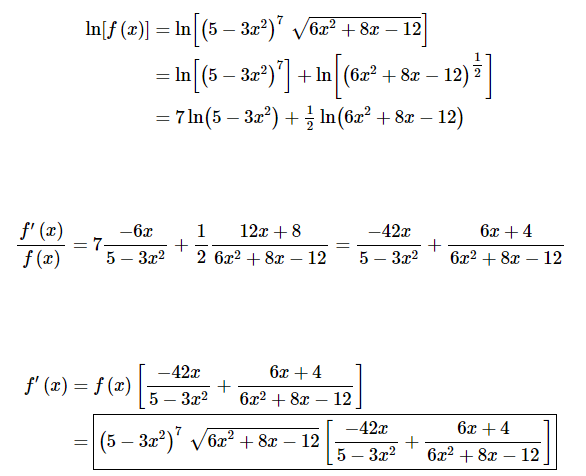 ln[f (x)] = ln[(5 − 3x²)⁷ √(6x² + 8x − 12)]
= ln[(5 − 3x²)⁷] + ln[(6x² + 8x − 12)^(1/2)]
= 7 ln(5 − 3x²) + 1/2 ln(6x² + 8x − 12)
f′ (x)/f (x) = 7 (−6x)/(5 − 3x²) + 1/2 (12x + 8)/(6x² + 8x − 12) = (−42x)/(5 − 3x²) + (6x + 4)/(6x² + 8x − 12)
f′ (x) = f (x) [(−42x)/(5 − 3x²) + (6x + 4)/(6x² + 8x − 12)]
= (5 − 3x²)⁷ √(6x² + 8x − 12) [(−42x)/(5 − 3x²) + (6x + 4)/(6x² + 8x − 12)]